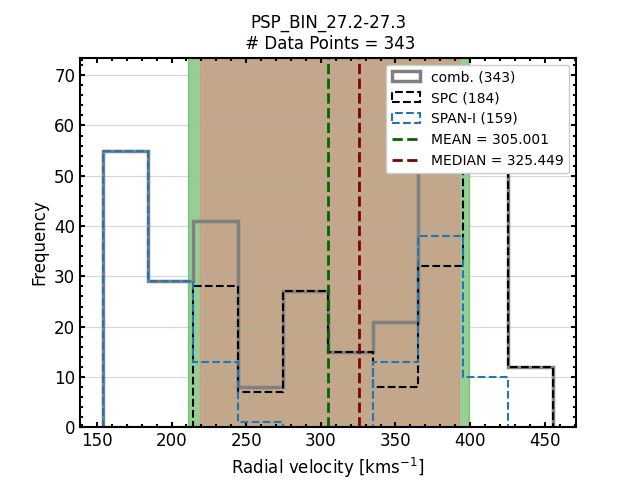 PSP_BIN_27.2-27.3
# Data Points = 343
comb. (343)
SPC (184)
SPAN-I (159)
MEAN = 305.001
MEDIAN = 325.449
Frequency
70
60
50
40
30
20
10
0
150 200 250 300 350 400 450
Radial velocity [kms⁻¹]